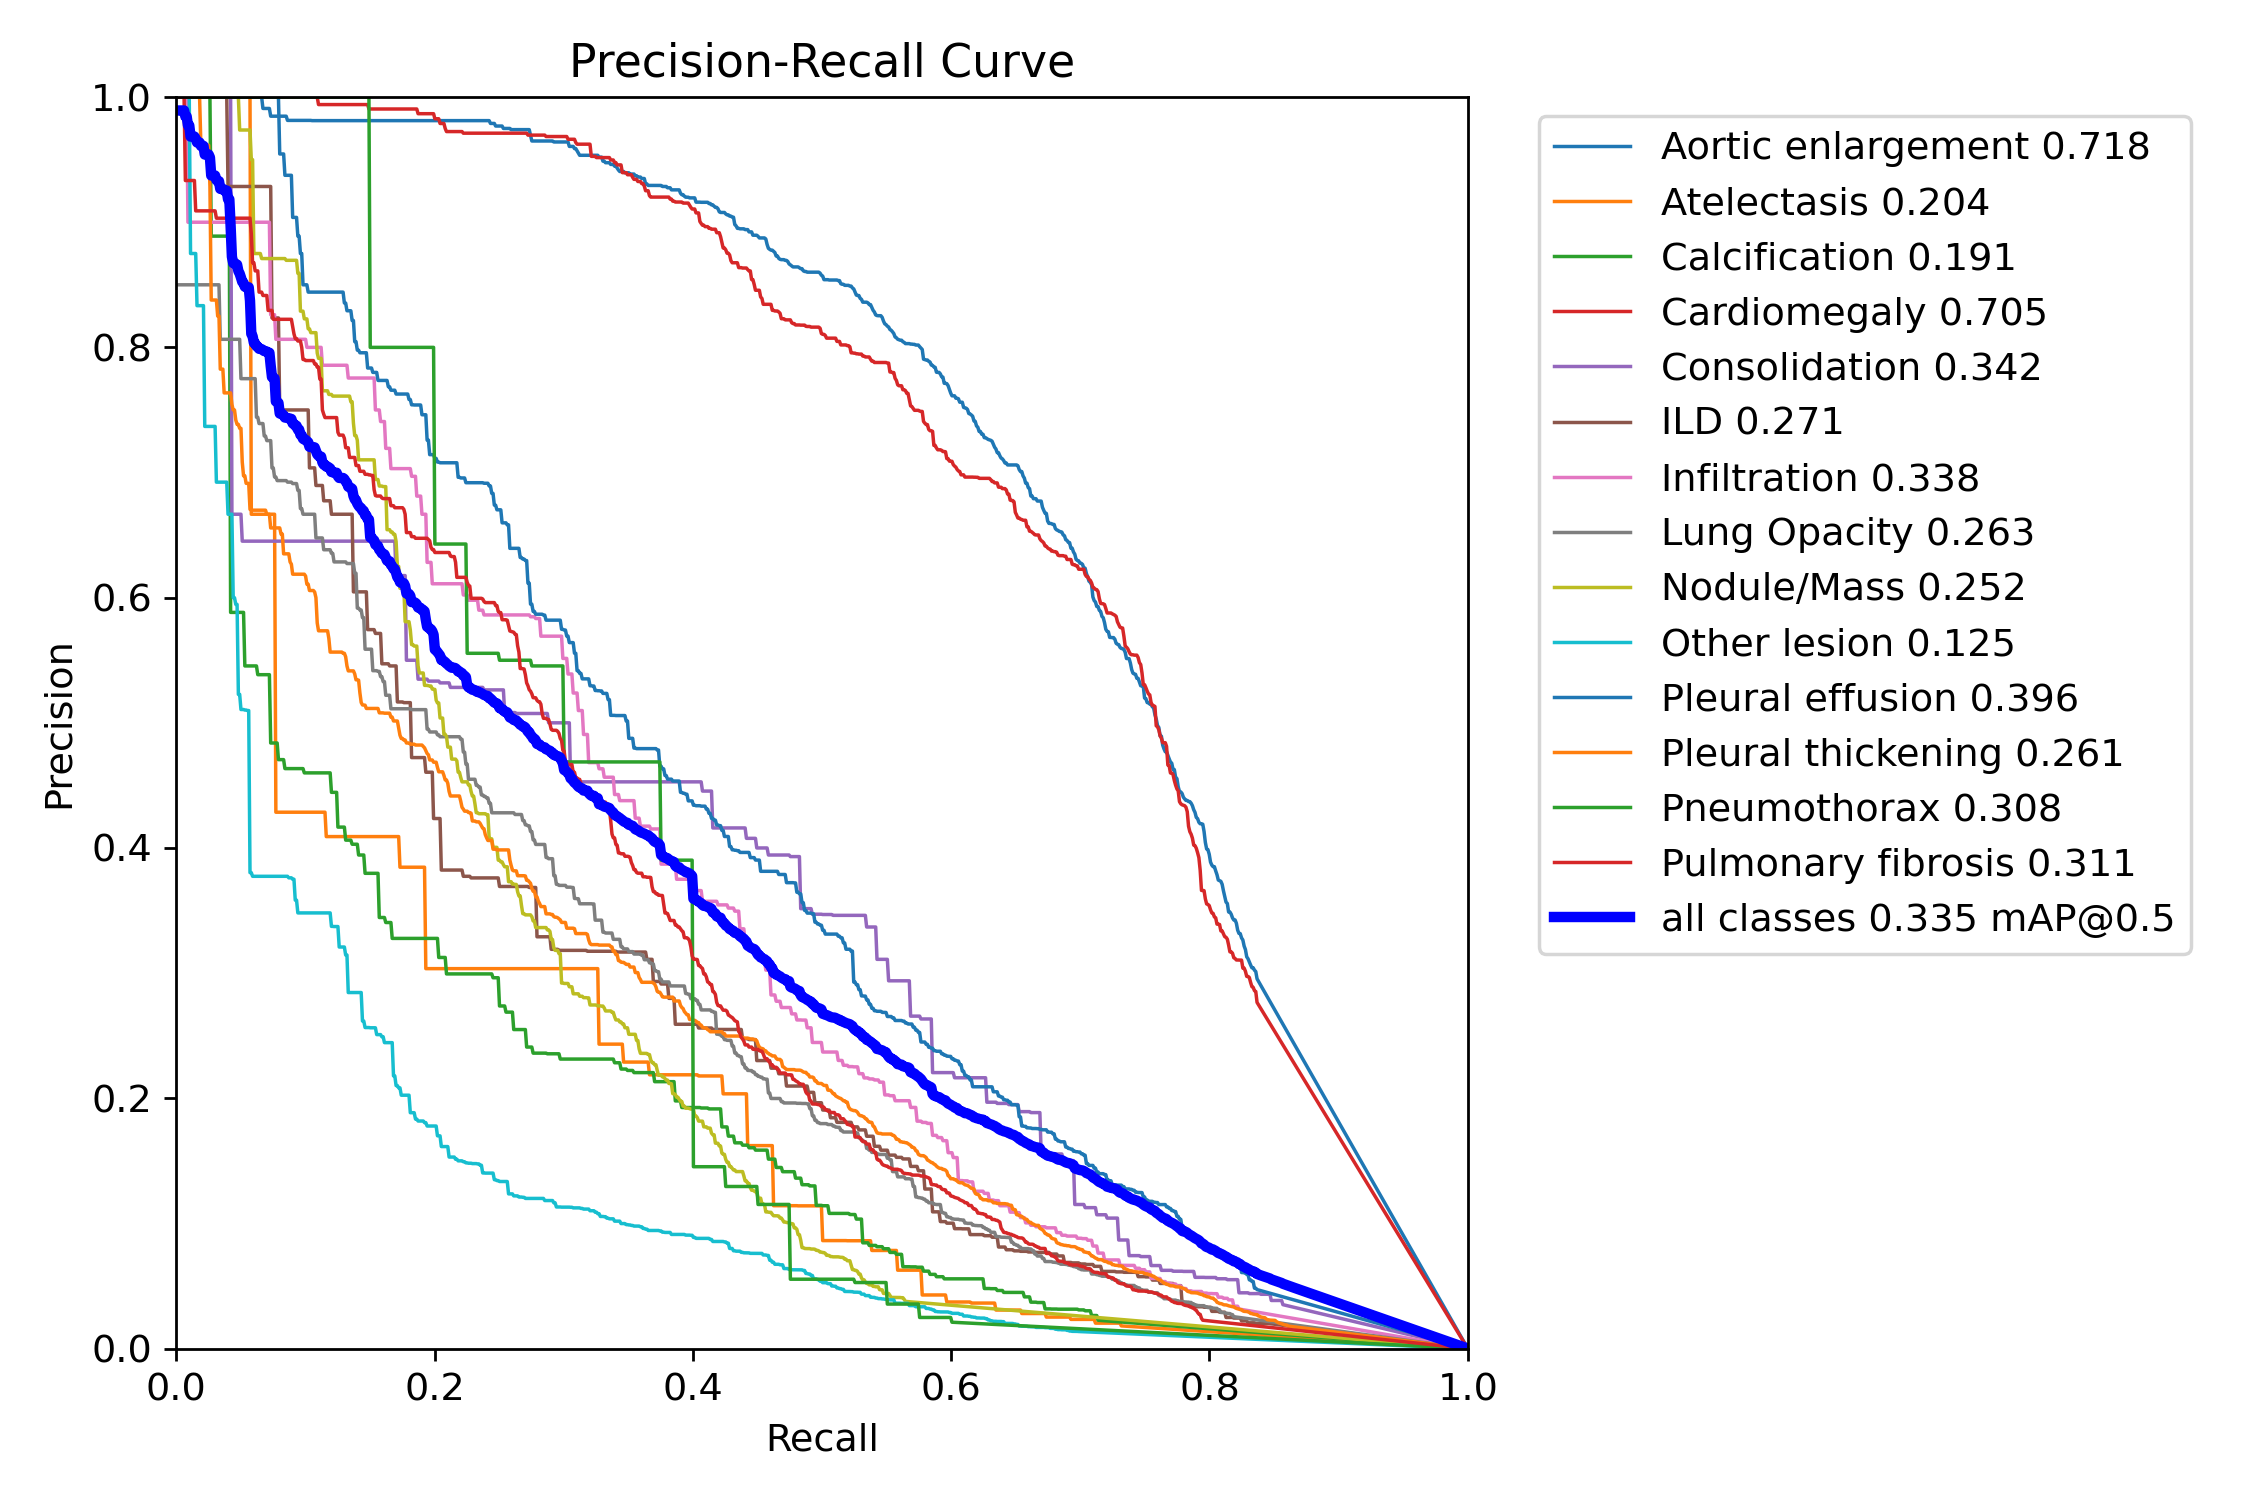 Precision-Recall Curve
1.0
0.8
0.6
0.4
0.2
0.0
Precision
0.0 0.2 0.4 0.6 0.8 1.0
Recall
Aortic enlargement 0.718
Atelectasis 0.204
Calcification 0.191
Cardiomegaly 0.705
Consolidation 0.342
ILD 0.271
Infiltration 0.338
Lung Opacity 0.263
Nodule/Mass 0.252
Other lesion 0.125
Pleural effusion 0.396
Pleural thickening 0.261
Pneumothorax 0.308
Pulmonary fibrosis 0.311
all classes 0.335 mAP@0.5